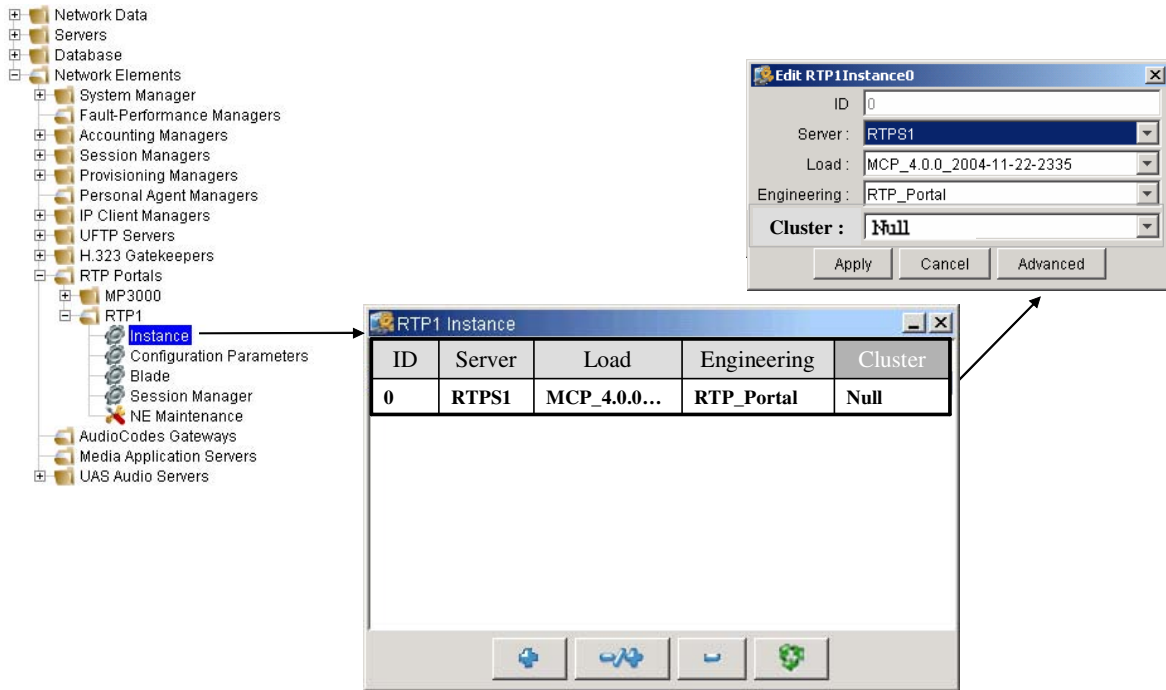 Network Data
Servers
Database
Network Elements
System Manager
Fault-Performance Managers
Accounting Managers
Session Managers
Provisioning Managers
Personal Agent Managers
IP Client Managers
UFTP Servers
H.323 Gatekeepers
RTP Portals
MP3000
RTP1
Instance
Configuration Parameters
Blade
Session Manager
NE Maintenance
AudioCodes Gateways
Media Application Servers
UAS Audio Servers
Edit RTP1Instance0
ID 0
Server : RTPS1
Load : MCP_4.0.0_2004-11-22-2335
Engineering : RTP_Portal
Cluster : Null
Apply Cancel Advanced
RTP1 Instance
ID Server Load Engineering Cluster
0 RTPS1 MCP_4.0.0… RTP_Portal Null